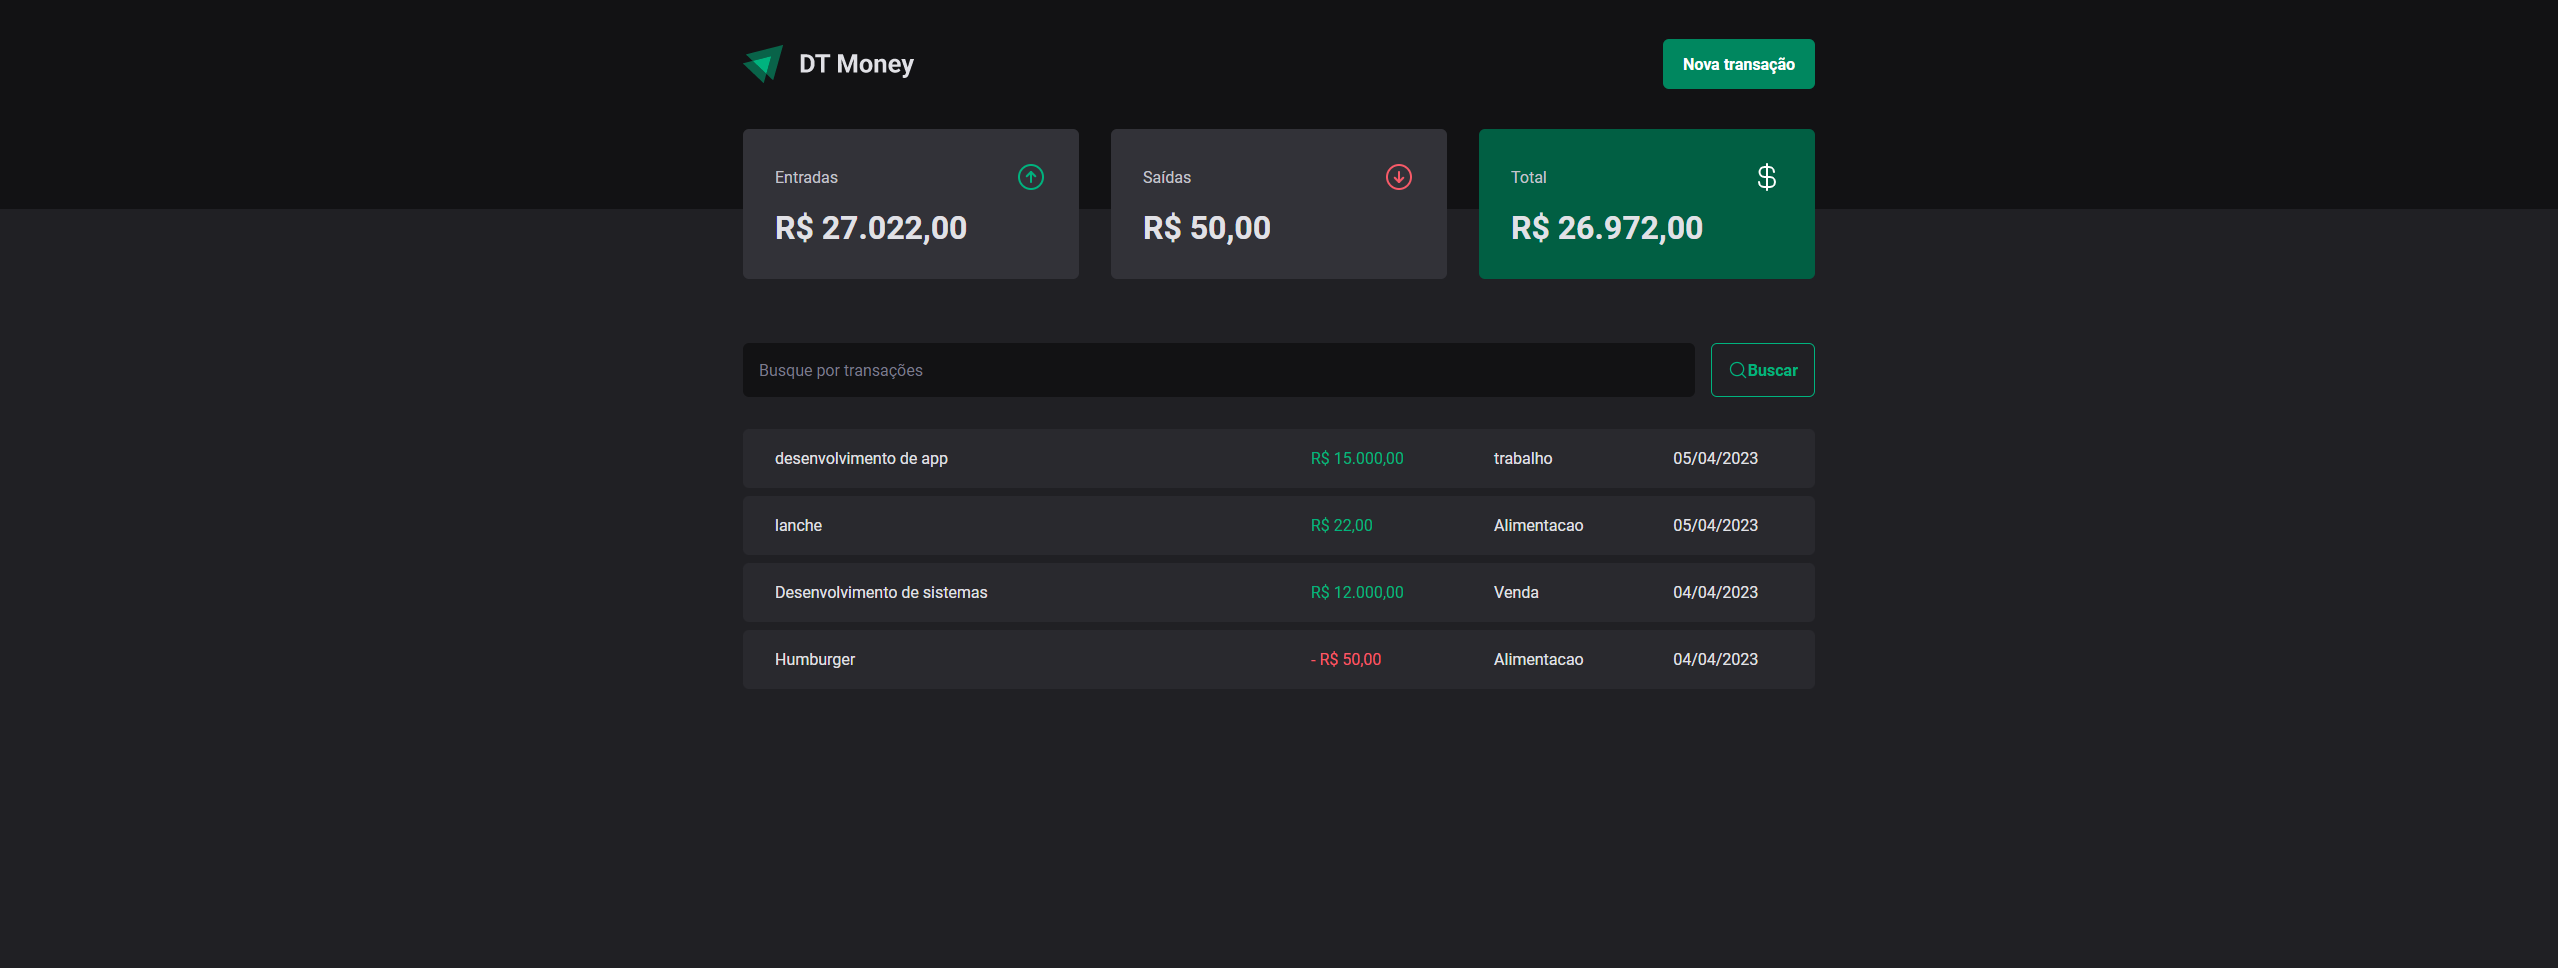 DT Money
Nova transação
Entradas
R$ 27.022,00
Saídas
R$ 50,00
Total
R$ 26.972,00
Busque por transações
Buscar
desenvolvimento de app R$ 15.000,00 trabalho 05/04/2023
lanche R$ 22,00 Alimentacao 05/04/2023
Desenvolvimento de sistemas R$ 12.000,00 Venda 04/04/2023
Humburger - R$ 50,00 Alimentacao 04/04/2023